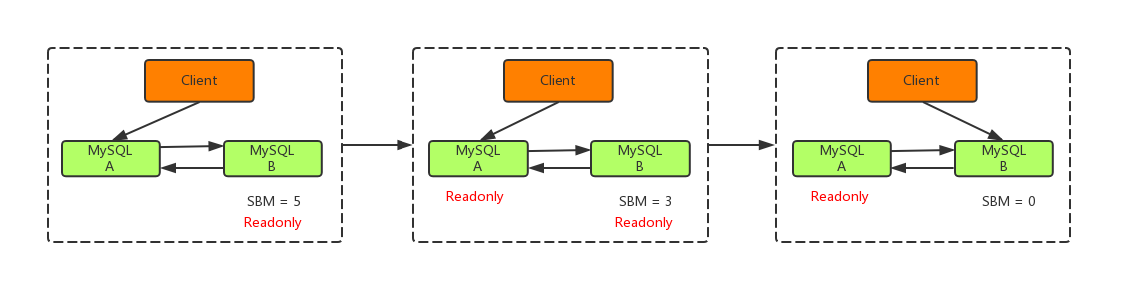 Client
MySQL
A
MySQL
B
SBM = 5
Readonly
Client
MySQL
A
MySQL
B
Readonly
SBM = 3
Readonly
Client
MySQL
A
MySQL
B
Readonly
SBM = 0